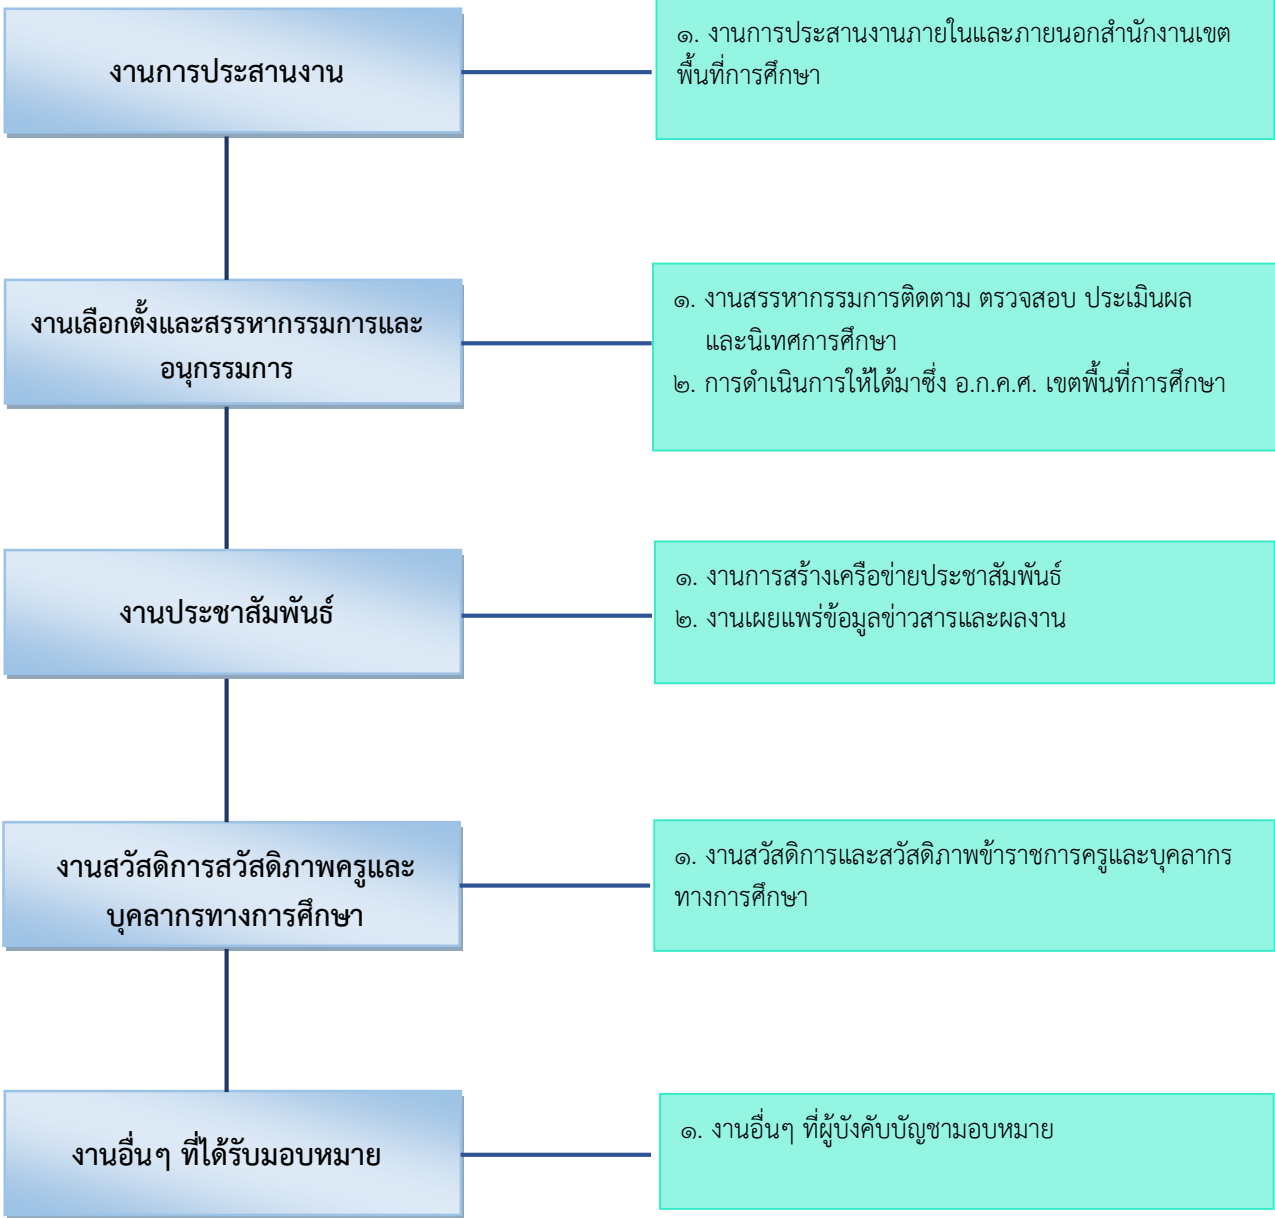 งานการประสานงาน
๑. งานการประสานงานภายในและภายนอกสำนักงานเขต
พื้นที่การศึกษา
งานเลือกตั้งและสรรหากรรมการและ
อนุกรรมการ
๑. งานสรรหากรรมการติดตาม ตรวจสอบ ประเมินผล
และนิเทศการศึกษา
๒. การดำเนินการให้ได้มาซึ่ง อ.ก.ค.ศ. เขตพื้นที่การศึกษา
งานประชาสัมพันธ์
๑. งานการสร้างเครือข่ายประชาสัมพันธ์
๒. งานเผยแพร่ข้อมูลข่าวสารและผลงาน
งานสวัสดิการสวัสดิภาพครูและ
บุคลากรทางการศึกษา
๑. งานสวัสดิการและสวัสดิภาพข้าราชการครูและบุคลากร
ทางการศึกษา
งานอื่นๆ ที่ได้รับมอบหมาย
๑. งานอื่นๆ ที่ผู้บังคับบัญชามอบหมาย